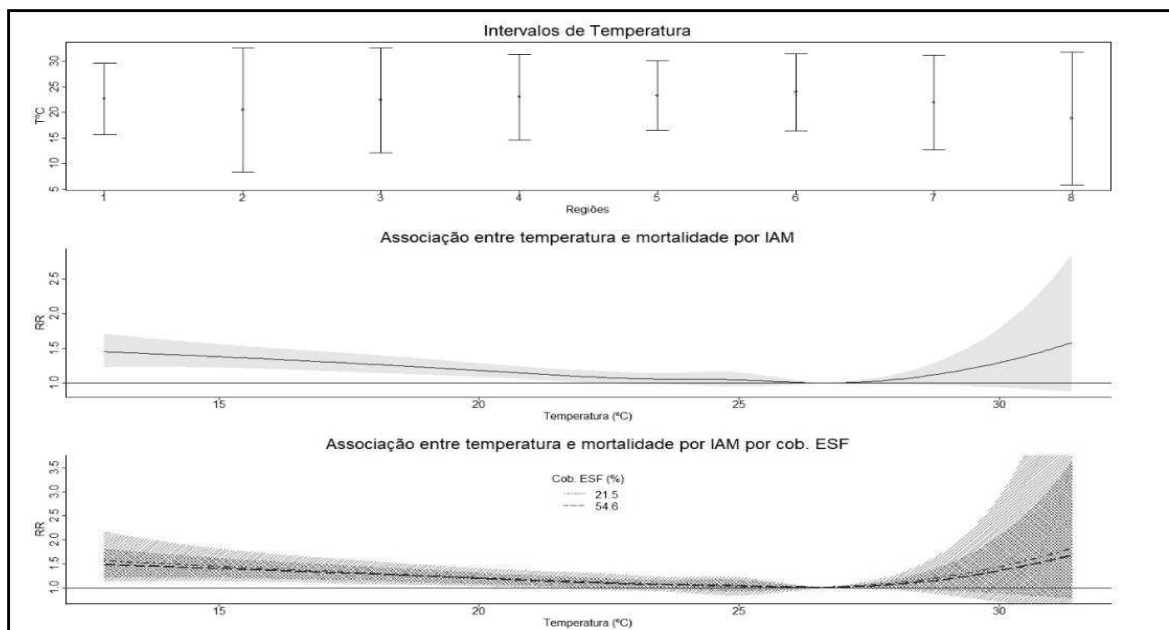 Intervalos de Temperatura
T°C
30
25
20
15
10
5
1 2 3 4 5 6 7 8
Regiões
Associação entre temperatura e mortalidade por IAM
RR
2.5
2.0
1.5
1.0
15 20 25 30
Temperatura (ºC)
Associação entre temperatura e mortalidade por IAM por cob. ESF
Cob. ESF (%)
21.5
54.6
RR
3.5
3.0
2.5
2.0
1.5
1.0
15 20 25 30
Temperatura (ºC)